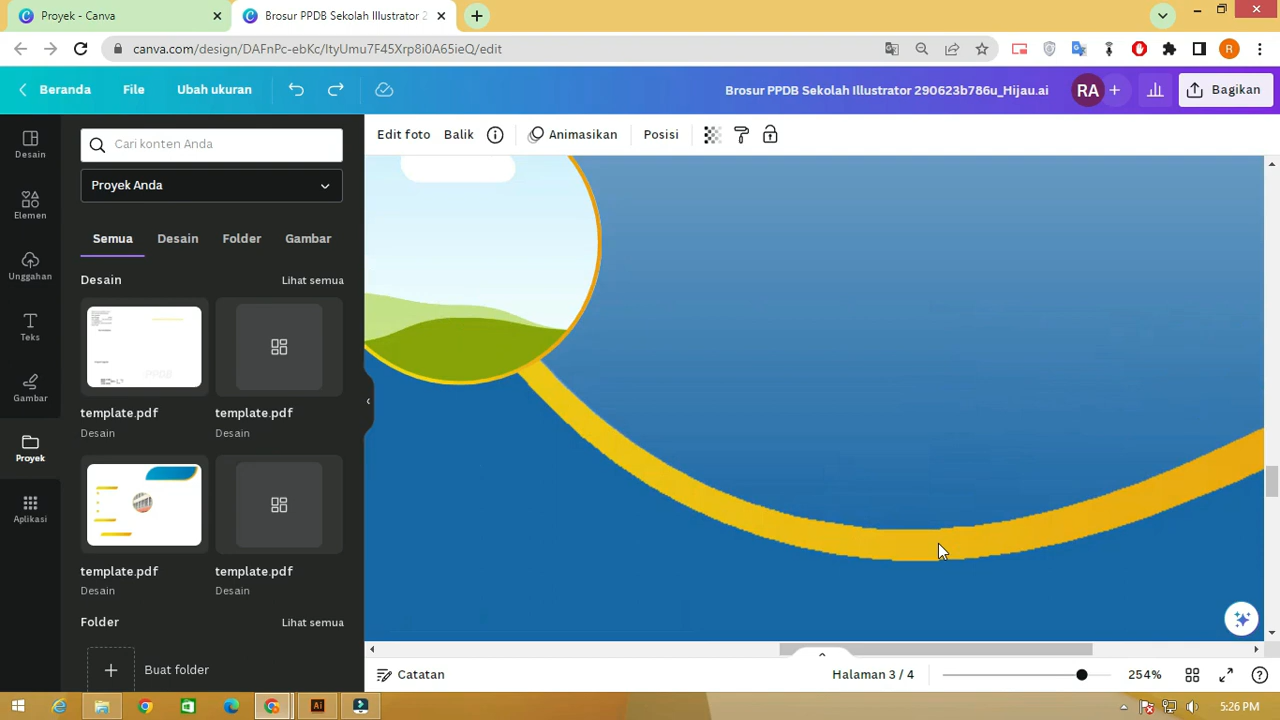 Proyek - Canva
Brosur PPDB Sekolah Illustrator 2
canva.com/design/DAFnPc-ebKc/ItyUmu7F45Xrp8i0A65ieQ/edit
R
Beranda
File
Ubah ukuran
Brosur PPDB Sekolah Illustrator 290623b786u_Hijau.ai
RA
Bagikan
Edit foto
Balik
Animasikan
Posisi
Desain
Elemen
Unggahan
Teks
Gambar
Proyek
Aplikasi
Cari konten Anda
Proyek Anda
Semua
Desain
Folder
Gambar
Desain
Lihat semua
template.pdf
Desain
template.pdf
Desain
template.pdf
Desain
template.pdf
Desain
Folder
Lihat semua
Buat folder
Catatan
Halaman 3 / 4
254%
Ai
5:26 PM